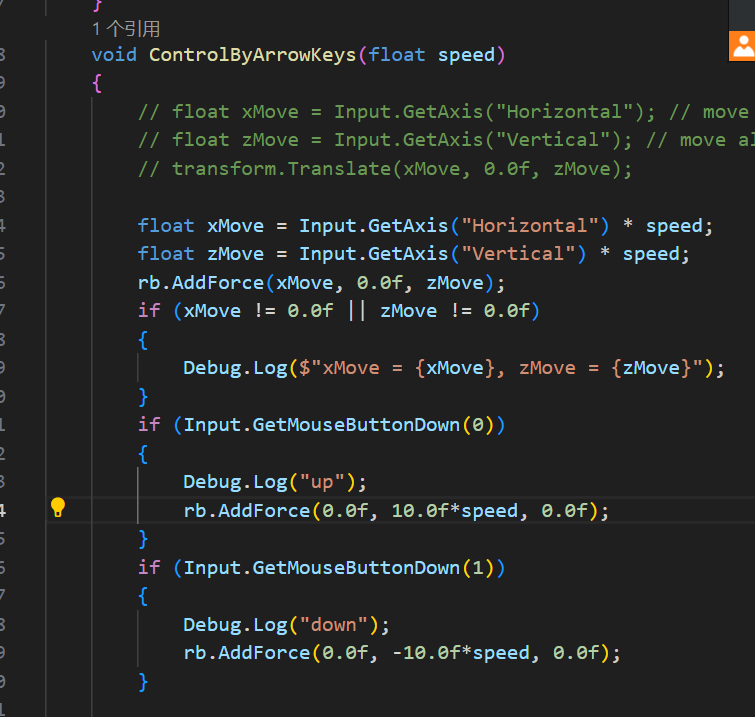 }
1 个引用
void ControlByArrowKeys(float speed)
{
// float xMove = Input.GetAxis("Horizontal"); // move
// float zMove = Input.GetAxis("Vertical"); // move
// transform.Translate(xMove, 0.0f, zMove);
float xMove = Input.GetAxis("Horizontal") * speed;
float zMove = Input.GetAxis("Vertical") * speed;
rb.AddForce(xMove, 0.0f, zMove);
if (xMove != 0.0f || zMove != 0.0f)
{
Debug.Log($"xMove = {xMove}, zMove = {zMove}");
}
if (Input.GetMouseButtonDown(0))
{
Debug.Log("up");
rb.AddForce(0.0f, 10.0f*speed, 0.0f);
}
if (Input.GetMouseButtonDown(1))
{
Debug.Log("down");
rb.AddForce(0.0f, -10.0f*speed, 0.0f);
}